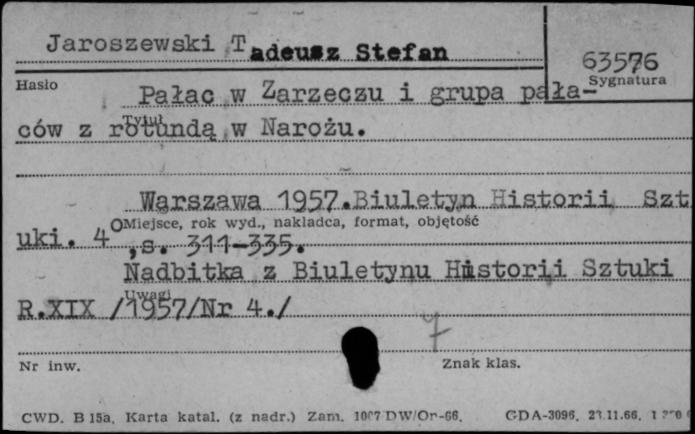 Jaroszewski Tadeusz Stefan
63576
Hasło
Sygnatura
Pałac w Zarzeczu i grupa pała-
ców z rotundą w Narożu.
Tytuł
Warszawa 1957.Biuletyn Historii Szt
Miejsce, rok wyd., nakładca, format, objętość
uki. 4°,s. 311-335.
Nadbitka z Biuletynu Historii Sztuki
Uwagi
R.XIX /1957/Nr 4./
7
Nr inw.
Znak klas.
CWD. B 15a. Karta katal. (z nadr.) Zam. DW/Or-66. GDA-3096. 11.66.